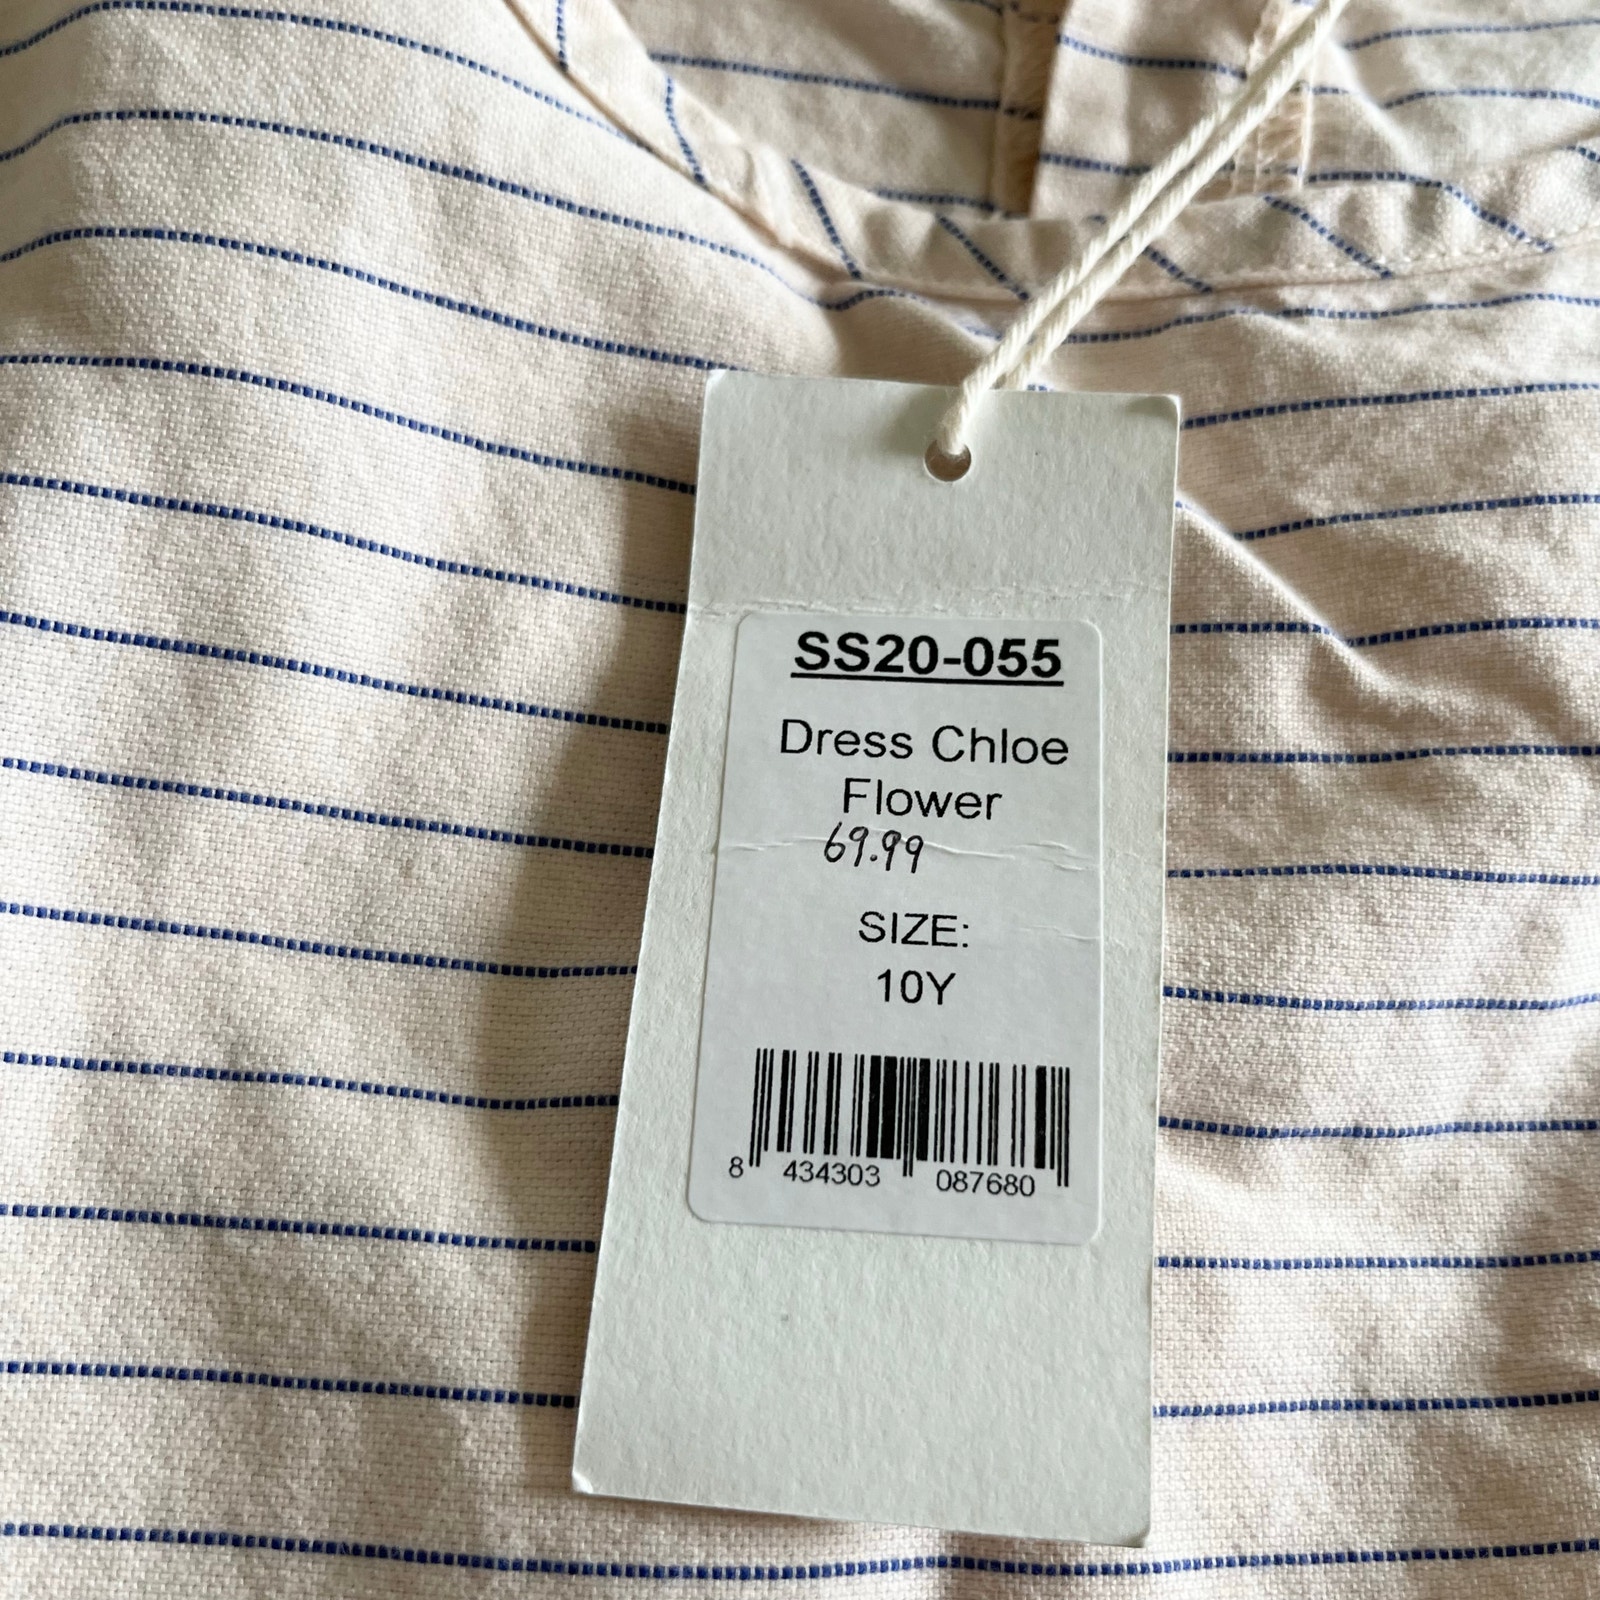 SS20-055
Dress Chloe
Flower
69.99
SIZE:
10Y
8 434303 087680